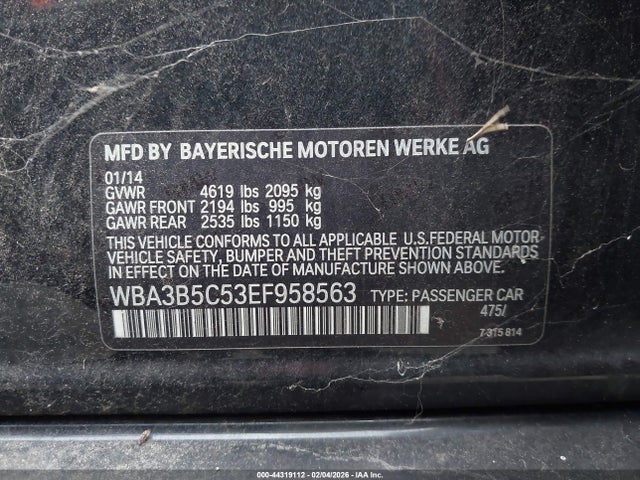 MFD BY BAYERISCHE MOTOREN WERKE AG
01/14
GVWR 4619 lbs 2095 kg
GAWR FRONT 2194 lbs 995 kg
GAWR REAR 2535 lbs 1150 kg
THIS VEHICLE CONFORMS TO ALL APPLICABLE U.S.FEDERAL MOTOR
VEHICLE SAFETY, BUMPER AND THEFT PREVENTION STANDARDS
IN EFFECT ON THE DATE OF MANUFACTURE SHOWN ABOVE.
WBA3B5C53EF958563 TYPE: PASSENGER CAR
475/
7 315 814
000-44319112 - 02/04/2026 - IAA Inc.